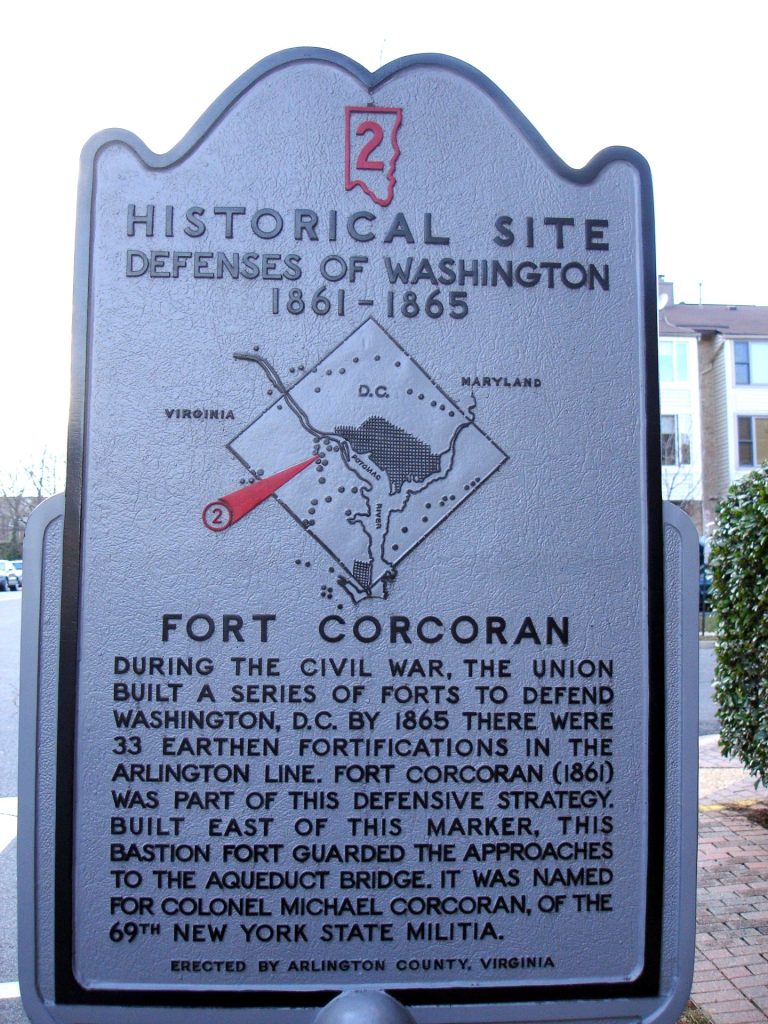 2
HISTORICAL SITE
DEFENSES OF WASHINGTON
1861-1865
D.C.
MARYLAND
VIRGINIA
POTOMAC
RIVER
2
FORT CORCORAN
DURING THE CIVIL WAR, THE UNION
BUILT A SERIES OF FORTS TO DEFEND
WASHINGTON, D.C. BY 1865 THERE WERE
33 EARTHEN FORTIFICATIONS IN THE
ARLINGTON LINE. FORT CORCORAN (1861)
WAS PART OF THIS DEFENSIVE STRATEGY.
BUILT EAST OF THIS MARKER, THIS
BASTION FORT GUARDED THE APPROACHES
TO THE AQUEDUCT BRIDGE. IT WAS NAMED
FOR COLONEL MICHAEL CORCORAN, OF THE
69TH NEW YORK STATE MILITIA.
ERECTED BY ARLINGTON COUNTY, VIRGINIA